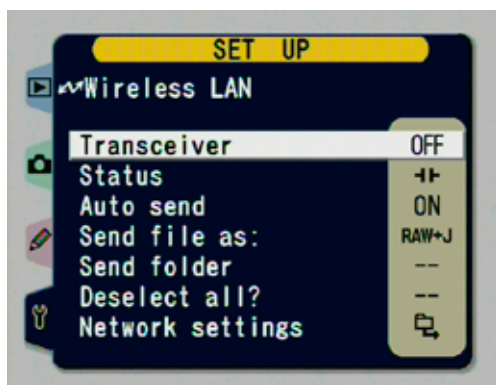 SET UP
Wireless LAN
Transceiver OFF
Status
Auto send ON
Send file as: RAW+J
Send folder --
Deselect all? --
Network settings